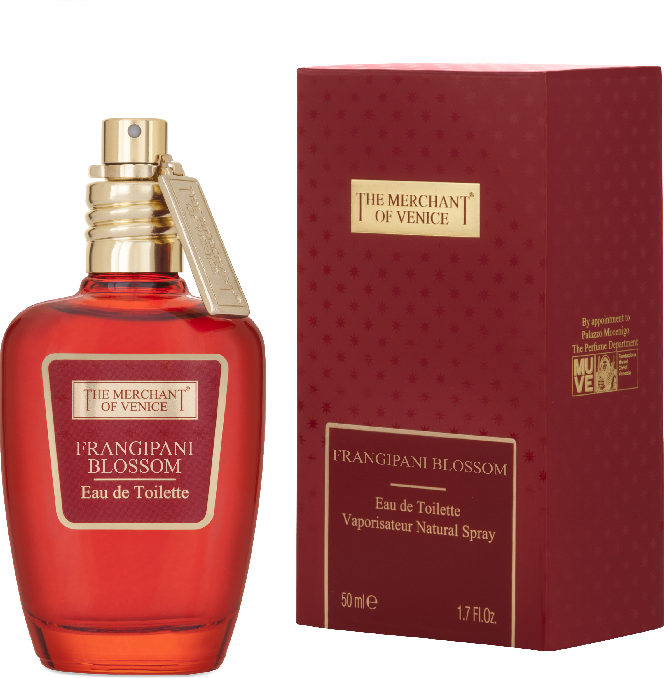 THE MERCHANT
OF VENICE
FRANGIPANI
BLOSSOM
Eau de Toilette
THE MERCHANT
OF VENICE
FRANGIPANI BLOSSOM
Eau de Toilette
Vaporisateur Natural Spray
50 ml e
1.7 Fl.Oz.
By appointment to
Palazzo Mocenigo
The Perfume Department
MU
VE